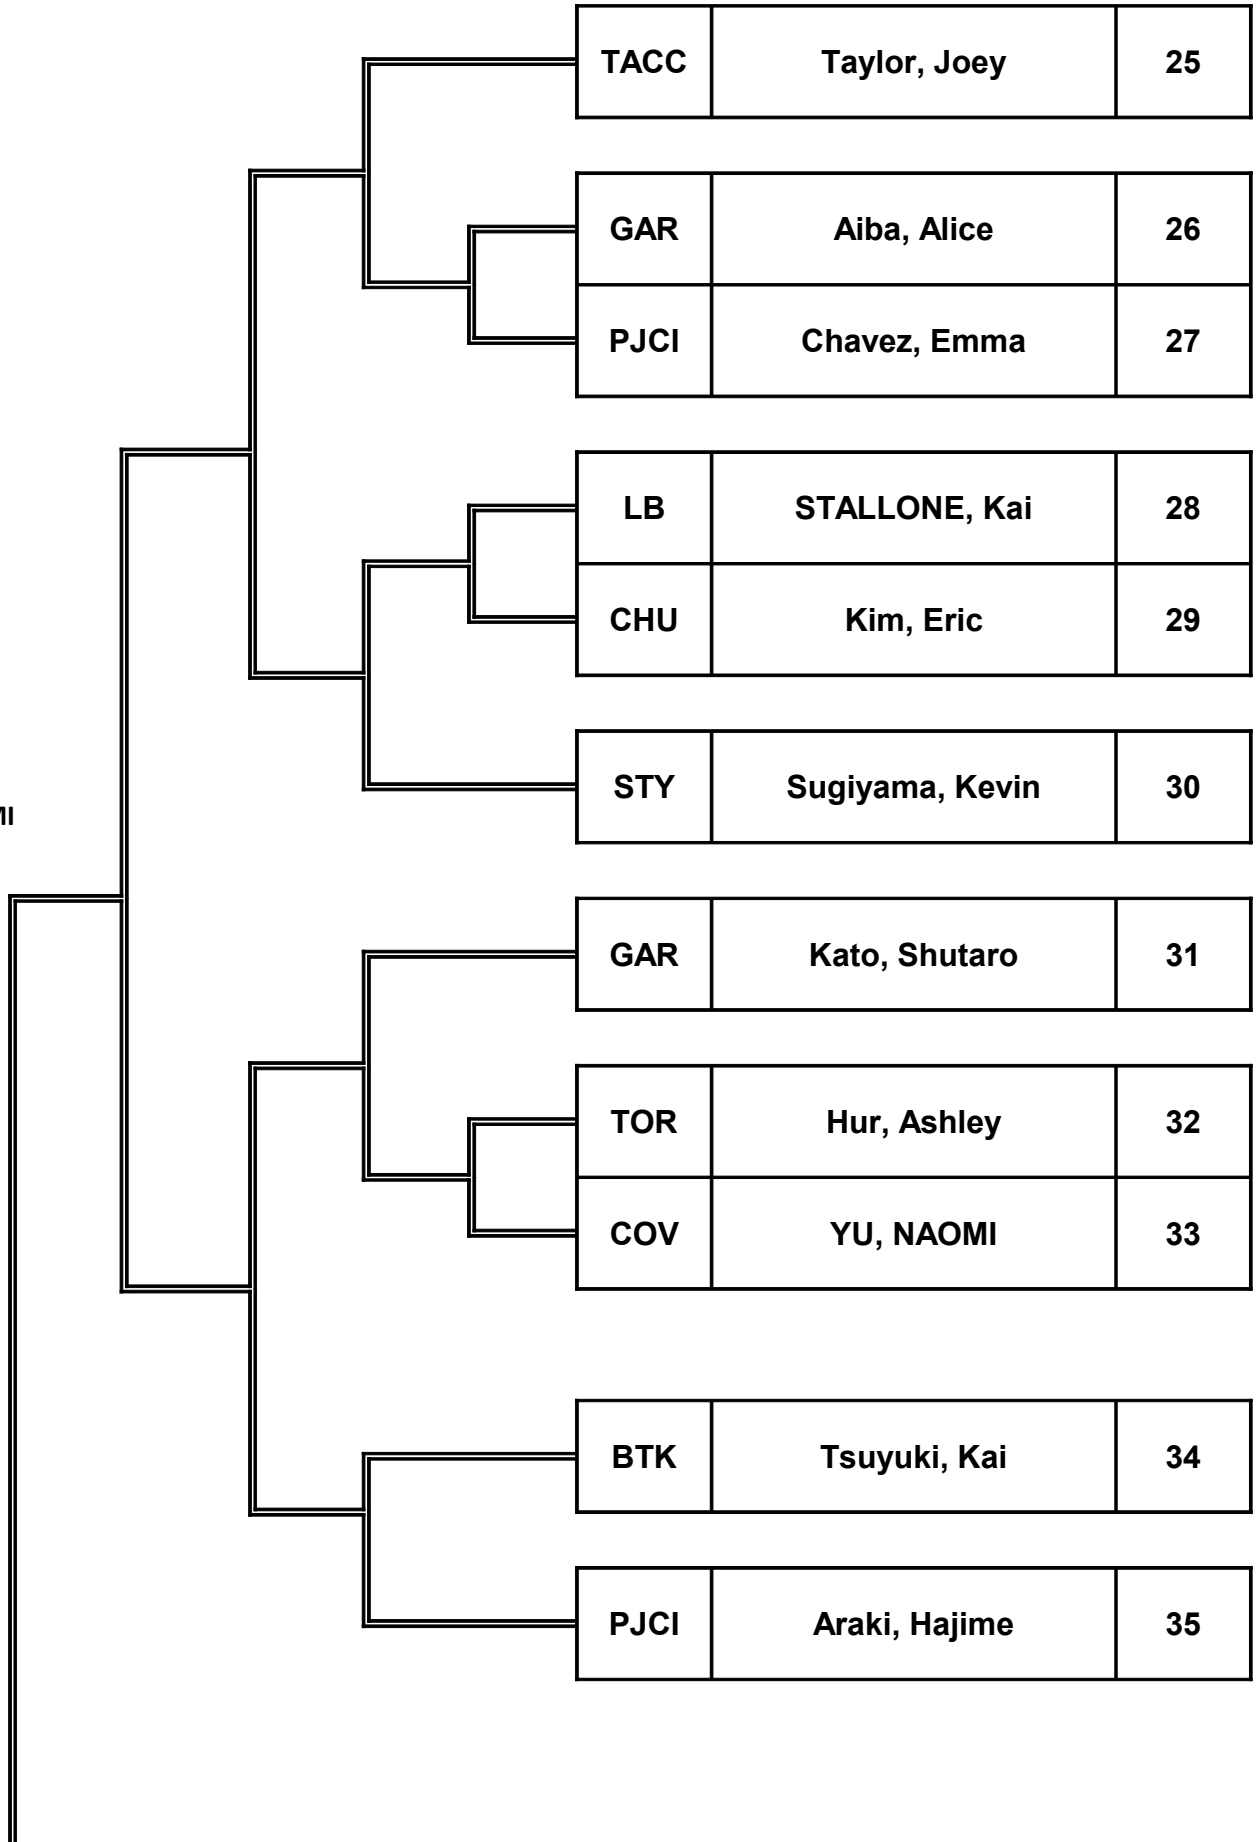 TACC Taylor, Joey 25
GAR Aiba, Alice 26
PJCI Chavez, Emma 27
LB STALLONE, Kai 28
CHU Kim, Eric 29
STY Sugiyama, Kevin 30
GAR Kato, Shutaro 31
TOR Hur, Ashley 32
COV YU, NAOMI 33
BTK Tsuyuki, Kai 34
PJCI Araki, Hajime 35